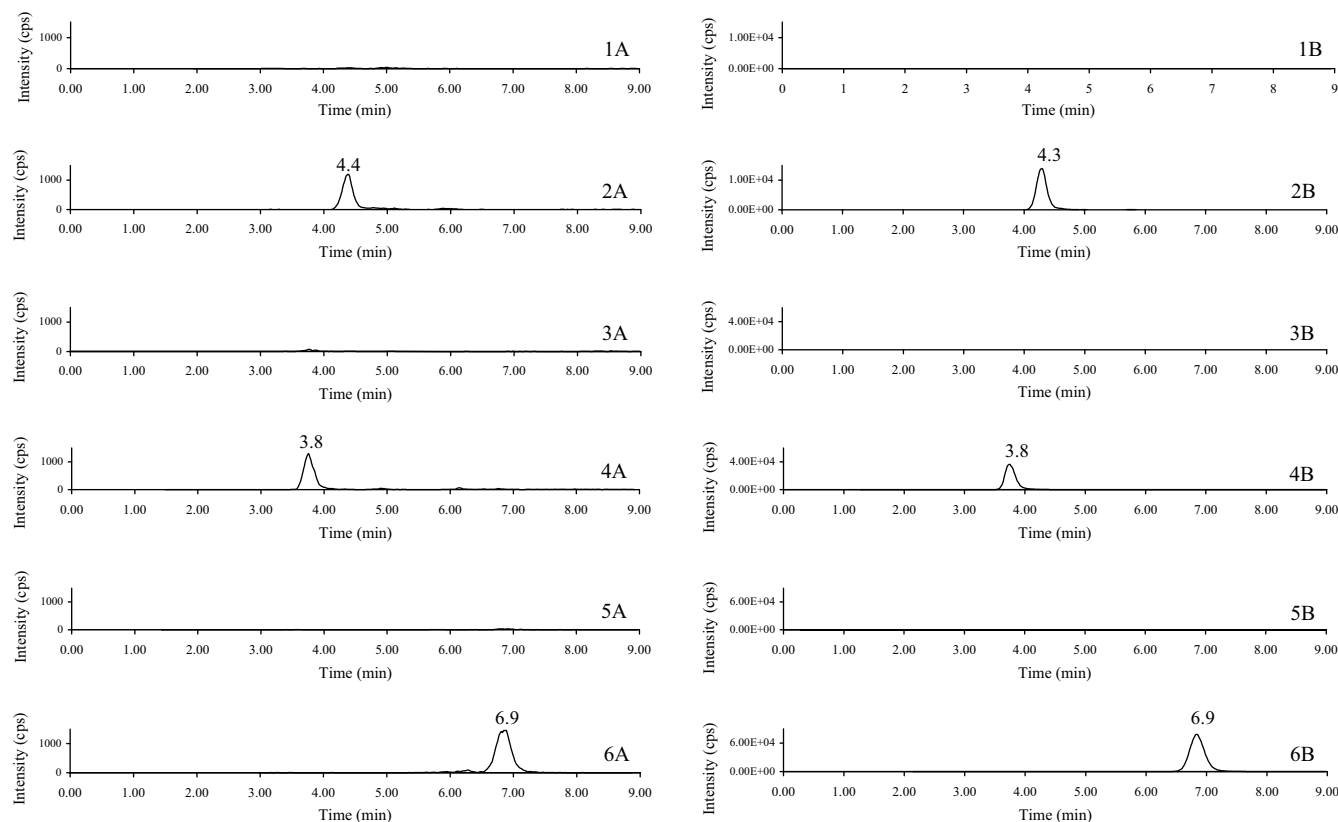 Intensity (cps)
1000
0
1A
0.00 1.00 2.00 3.00 4.00 5.00 6.00 7.00 8.00 9.00
Time (min)
Intensity (cps)
1.00E+04
0.00E+00
1B
0 1 2 3 4 5 6 7 8 9
Time (min)
Intensity (cps)
1000
0
4.4
2A
0.00 1.00 2.00 3.00 4.00 5.00 6.00 7.00 8.00 9.00
Time (min)
Intensity (cps)
1.00E+04
0.00E+00
4.3
2B
0.00 1.00 2.00 3.00 4.00 5.00 6.00 7.00 8.00 9.00
Time (min)
Intensity (cps)
1000
0
3A
0.00 1.00 2.00 3.00 4.00 5.00 6.00 7.00 8.00 9.00
Time (min)
Intensity (cps)
4.00E+04
0.00E+00
3B
0.00 1.00 2.00 3.00 4.00 5.00 6.00 7.00 8.00 9.00
Time (min)
Intensity (cps)
1000
0
3.8
4A
0.00 1.00 2.00 3.00 4.00 5.00 6.00 7.00 8.00 9.00
Time (min)
Intensity (cps)
4.00E+04
0.00E+00
3.8
4B
0.00 1.00 2.00 3.00 4.00 5.00 6.00 7.00 8.00 9.00
Time (min)
Intensity (cps)
1000
0
5A
0.00 1.00 2.00 3.00 4.00 5.00 6.00 7.00 8.00 9.00
Time (min)
Intensity (cps)
6.00E+04
0.00E+00
5B
0.00 1.00 2.00 3.00 4.00 5.00 6.00 7.00 8.00 9.00
Time (min)
Intensity (cps)
1000
0
6.9
6A
0.00 1.00 2.00 3.00 4.00 5.00 6.00 7.00 8.00 9.00
Time (min)
Intensity (cps)
6.00E+04
0.00E+00
6.9
6B
0.00 1.00 2.00 3.00 4.00 5.00 6.00 7.00 8.00 9.00
Time (min)